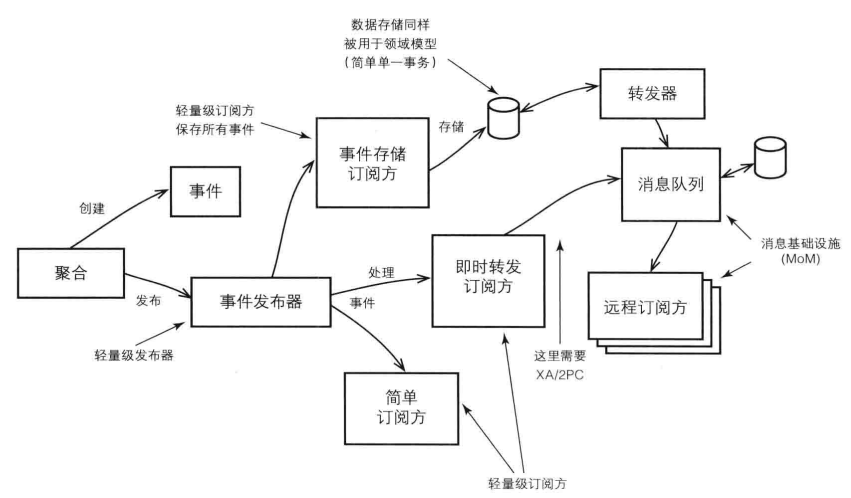 数据存储同样
被用于领域模型
(简单单一事务)
转发器
轻量级订阅方
保存所有事件
存储
事件存储
订阅方
消息队列
事件
创建
聚合
发布
事件发布器
处理
事件
即时转发
订阅方
消息基础设施
(MoM)
远程订阅方
轻量级发布器
这里需要
XA/2PC
简单
订阅方
轻量级订阅方